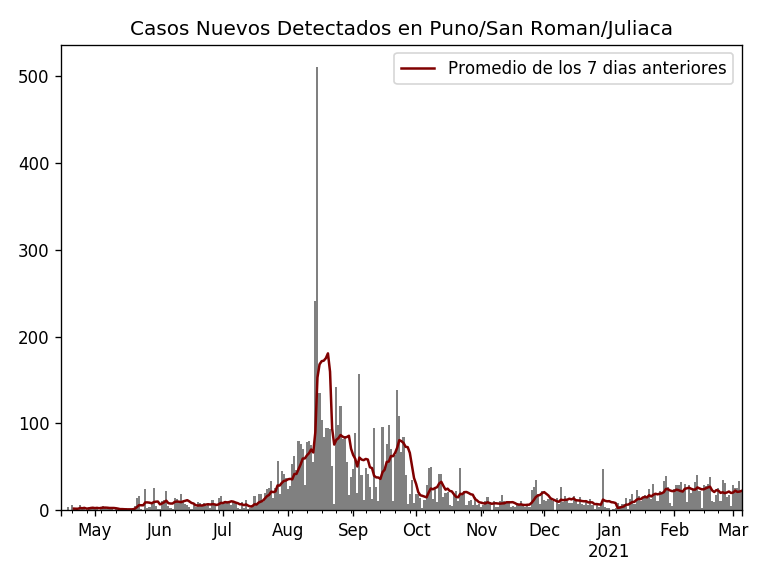 Casos Nuevos Detectados en Puno/San Roman/Juliaca
Promedio de los 7 dias anteriores
500
400
300
200
100
0
May Jun Jul Aug Sep Oct Nov Dec Jan Feb Mar
2021